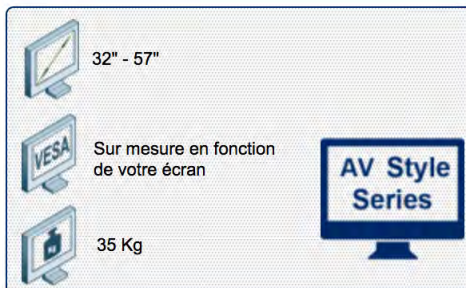 32" - 57"
VESA
Sur mesure en fonction
de votre écran
35 Kg
AV Style
Series